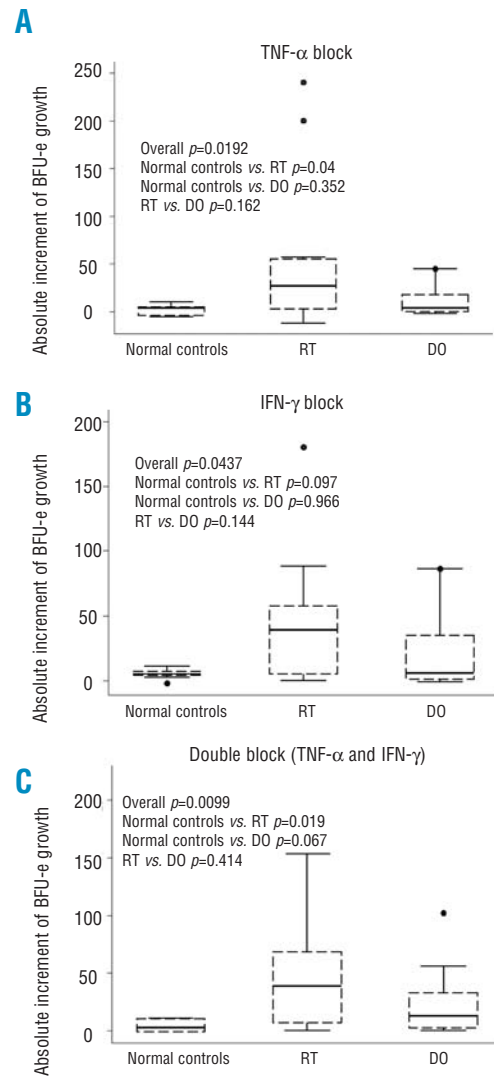 A
TNF-α block
Absolute increment of BFU-e growth
250
200
150
100
50
0
Overall p=0.0192
Normal controls vs. RT p=0.04
Normal controls vs. DO p=0.352
RT vs. DO p=0.162
Normal controls RT DO
B
IFN-γ block
Absolute increment of BFU-e growth
200
150
100
50
0
Overall p=0.0437
Normal controls vs. RT p=0.097
Normal controls vs. DO p=0.966
RT vs. DO p=0.144
Normal controls RT DO
C
Double block (TNF-α and IFN-γ)
Absolute increment of BFU-e growth
200
150
100
50
0
Overall p=0.0099
Normal controls vs. RT p=0.019
Normal controls vs. DO p=0.067
RT vs. DO p=0.414
Normal controls RT DO